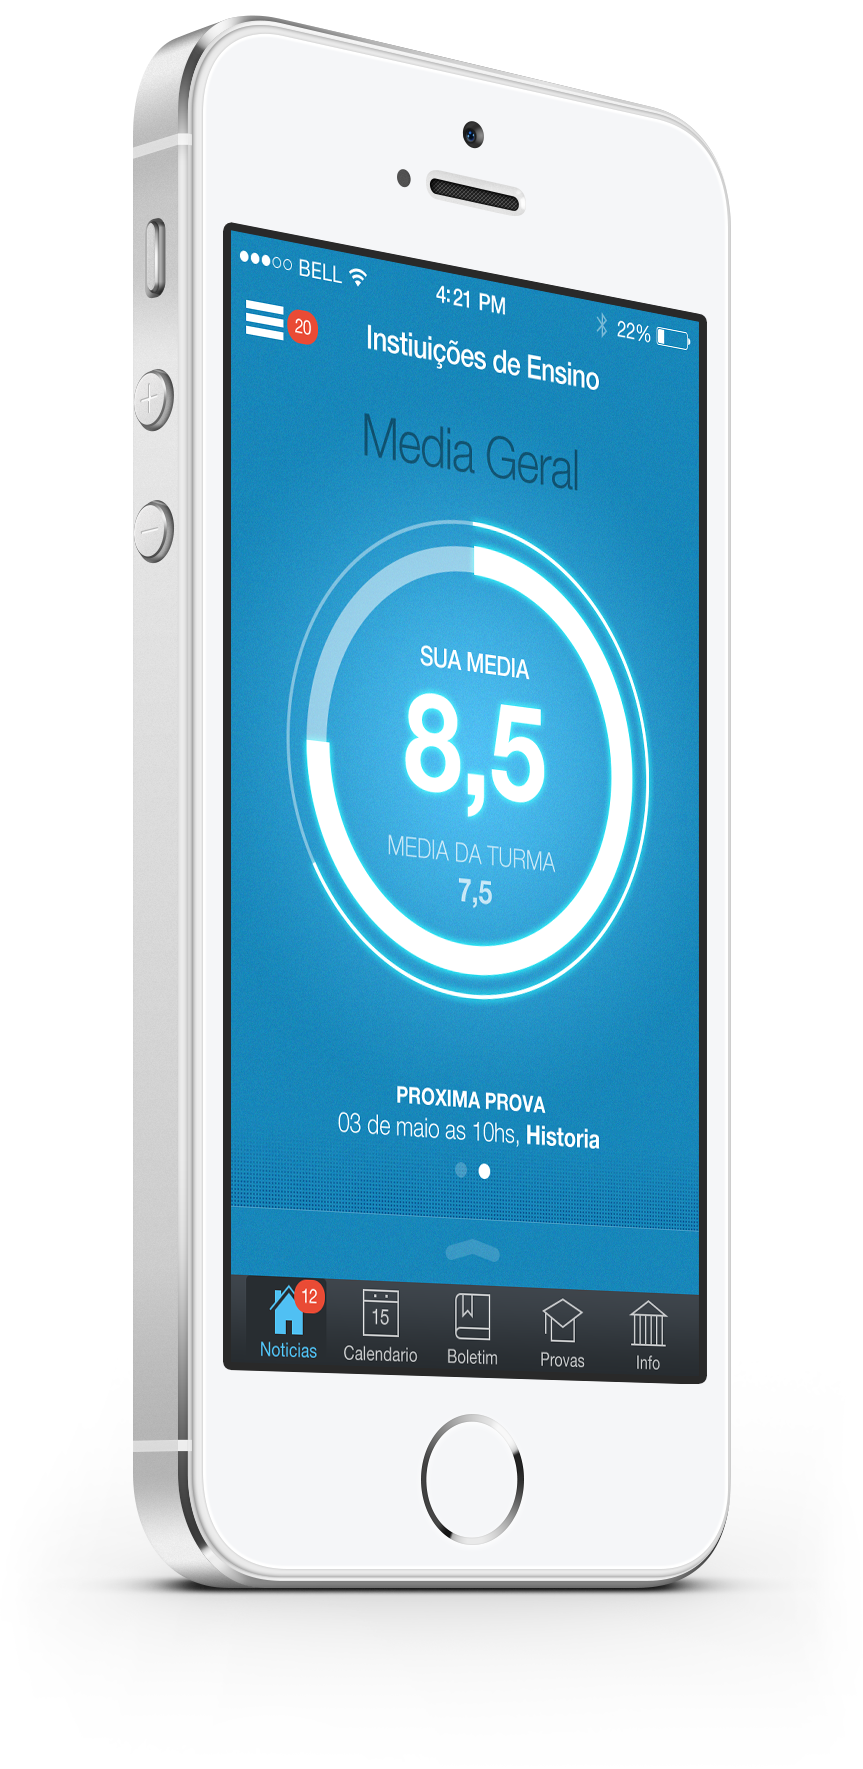 BELL
4:21 PM
22%
20
Instiuições de Ensino
Media Geral
SUA MEDIA
8,5
MEDIA DA TURMA
7,5
PROXIMA PROVA
03 de maio as 10hs, Historia
12
15
Noticias
Calendario
Boletim
Provas
Info